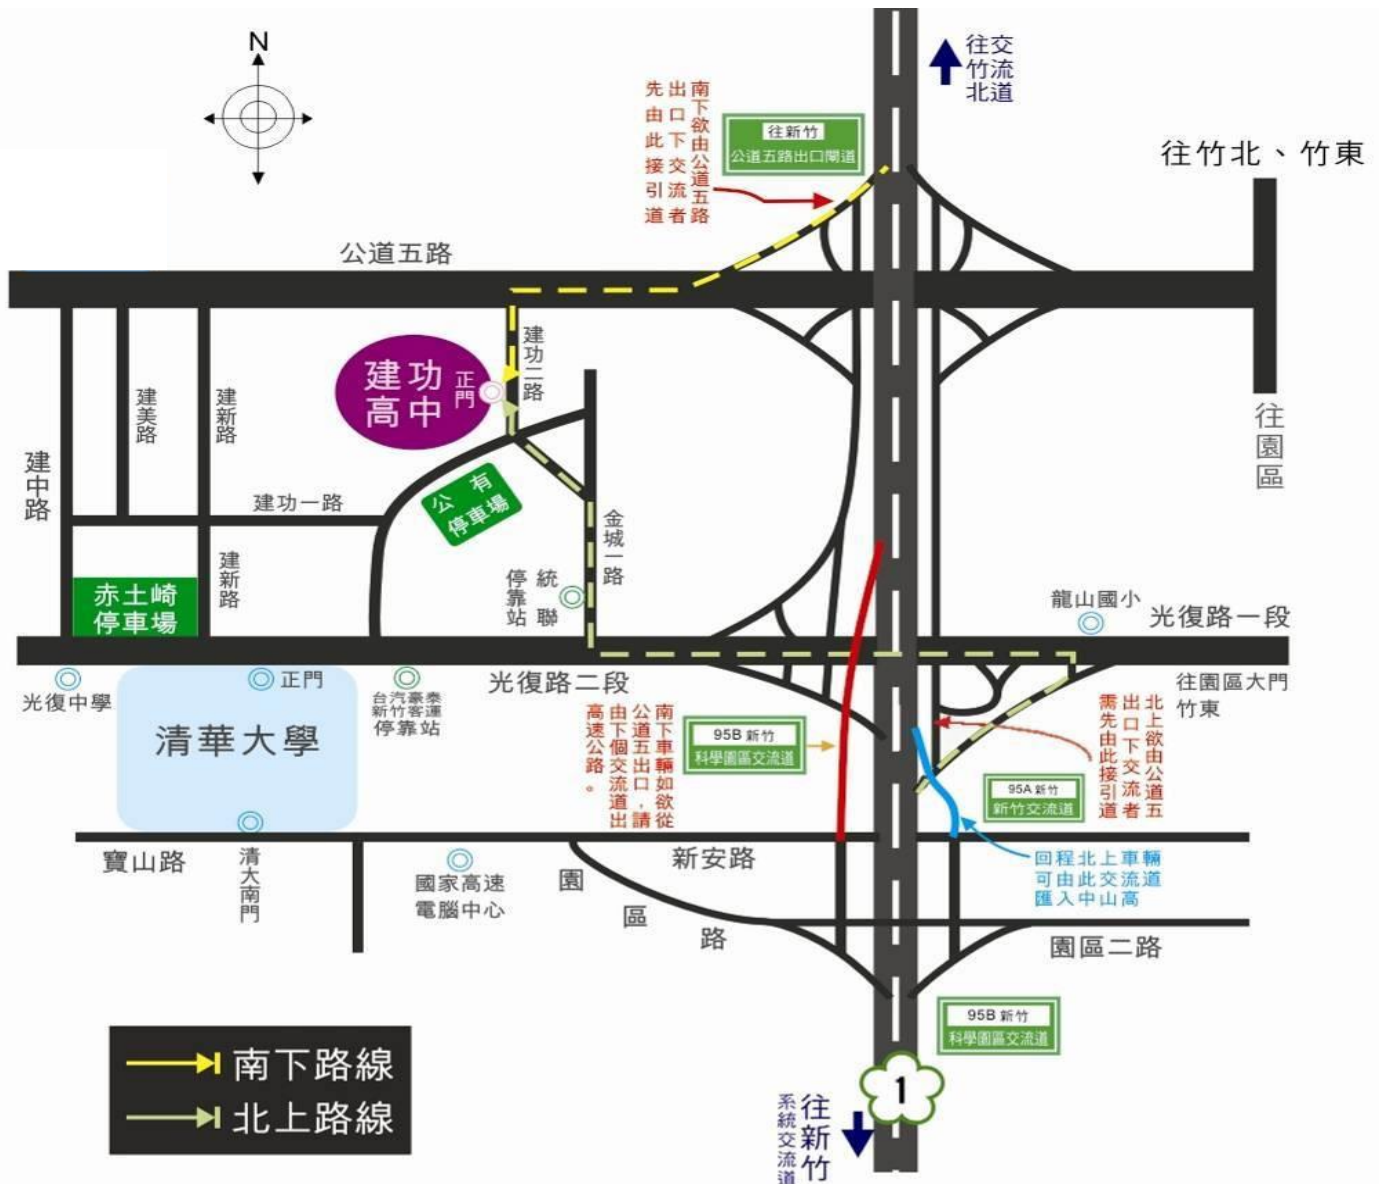 N
往交
竹流
北道
南下欲由公道五路
出口下交流者
先由此接引道
往新竹
公道五路出口閘道
往竹北、竹東
公道五路
建功二路
建功
高中
正門
建美路
建新路
往園區
建中路
公有
停車場
建功一路
金城一路
建新路
統聯
停靠站
赤土崎
停車場
龍山國小
光復路一段
光復中學
正門
台汽豪泰
新竹客運
停靠站
光復路二段
往園區大門
竹東
清華大學
南下車輛如欲從
公道五出口,請
由下個交流道出
高速公路。
95B 新竹
科學園區交流道
北上欲由公道五
出口下交流者
需先由此接引道
95A 新竹
新竹交流道
寶山路
清大南門
國家高速
電腦中心
園區路
新安路
回程北上車輛
可由此交流道
匯入中山高
園區二路
95B 新竹
科學園區交流道
南下路線
北上路線
1
往新竹
系統交流道